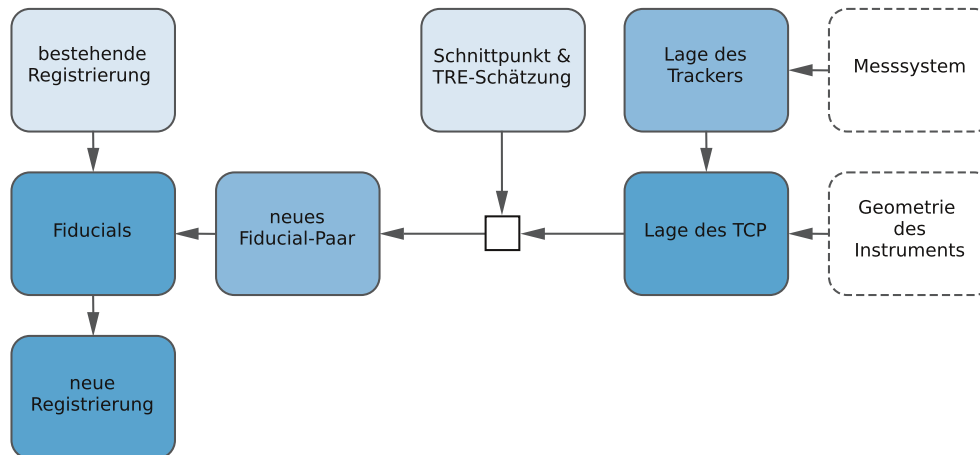 bestehende
Registrierung
Schnittpunkt &
TRE-Schätzung
Lage des
Trackers
Messsystem
Fiducials
neues
Fiducial-Paar
Lage des TCP
Geometrie
des
Instruments
neue
Registrierung